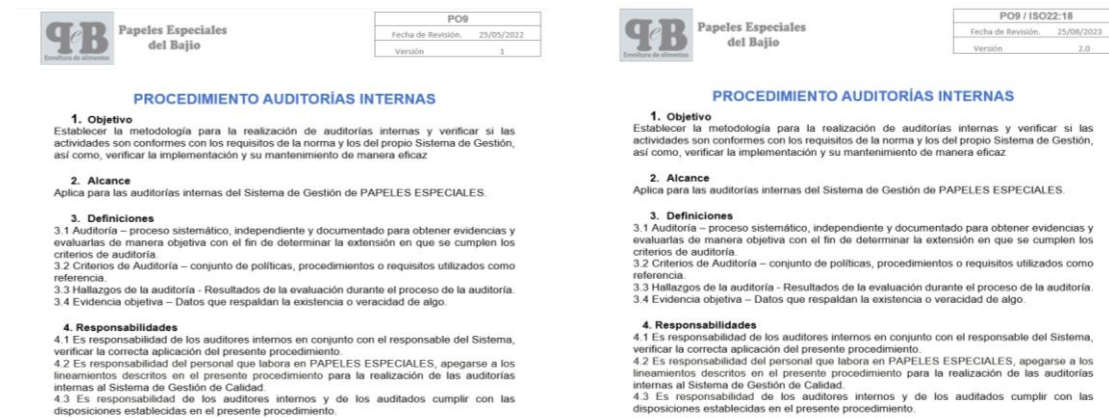 PeB
Envoltura de alimentos
Papeles Especiales
del Bajio
PO9
Fecha de Revisión. 25/05/2022
Versión 1
PROCEDIMIENTO AUDITORÍAS INTERNAS
1. Objetivo
Establecer la metodología para la realización de auditorías internas y verificar si las
actividades son conformes con los requisitos de la norma y los del propio Sistema de Gestión,
así como, verificar la implementación y su mantenimiento de manera eficaz
2. Alcance
Aplica para las auditorías internas del Sistema de Gestión de PAPELES ESPECIALES.
3. Definiciones
3.1 Auditoría – proceso sistemático, independiente y documentado para obtener evidencias y
evaluarlas de manera objetiva con el fin de determinar la extensión en que se cumplen los
criterios de auditoría.
3.2 Criterios de Auditoría – conjunto de políticas, procedimientos o requisitos utilizados como
referencia.
3.3 Hallazgos de la auditoría - Resultados de la evaluación durante el proceso de la auditoría.
3.4 Evidencia objetiva – Datos que respaldan la existencia o veracidad de algo.
4. Responsabilidades
4.1 Es responsabilidad de los auditores internos en conjunto con el responsable del Sistema,
verificar la correcta aplicación del presente procedimiento.
4.2 Es responsabilidad del personal que labora en PAPELES ESPECIALES, apegarse a los
lineamientos descritos en el presente procedimiento para la realización de las auditorías
internas al Sistema de Gestión de Calidad.
4.3 Es responsabilidad de los auditores internos y de los auditados cumplir con las
disposiciones establecidas en el presente procedimiento.
PeB
Envoltura de alimentos
Papeles Especiales
del Bajio
PO9 / ISO22:18
Fecha de Revisión. 25/08/2023
Versión 2.0
PROCEDIMIENTO AUDITORÍAS INTERNAS
1. Objetivo
Establecer la metodología para la realización de auditorías internas y verificar si las
actividades son conformes con los requisitos de la norma y los del propio Sistema de Gestión,
así como, verificar la implementación y su mantenimiento de manera eficaz
2. Alcance
Aplica para las auditorías internas del Sistema de Gestión de PAPELES ESPECIALES.
3. Definiciones
3.1 Auditoría – proceso sistemático, independiente y documentado para obtener evidencias y
evaluarlas de manera objetiva con el fin de determinar la extensión en que se cumplen los
criterios de auditoría.
3.2 Criterios de Auditoría – conjunto de políticas, procedimientos o requisitos utilizados como
referencia.
3.3 Hallazgos de la auditoría - Resultados de la evaluación durante el proceso de la auditoría.
3.4 Evidencia objetiva – Datos que respaldan la existencia o veracidad de algo.
4. Responsabilidades
4.1 Es responsabilidad de los auditores internos en conjunto con el responsable del Sistema,
verificar la correcta aplicación del presente procedimiento.
4.2 Es responsabilidad del personal que labora en PAPELES ESPECIALES, apegarse a los
lineamientos descritos en el presente procedimiento para la realización de las auditorías
internas al Sistema de Gestión de Calidad.
4.3 Es responsabilidad de los auditores internos y de los auditados cumplir con las
disposiciones establecidas en el presente procedimiento.